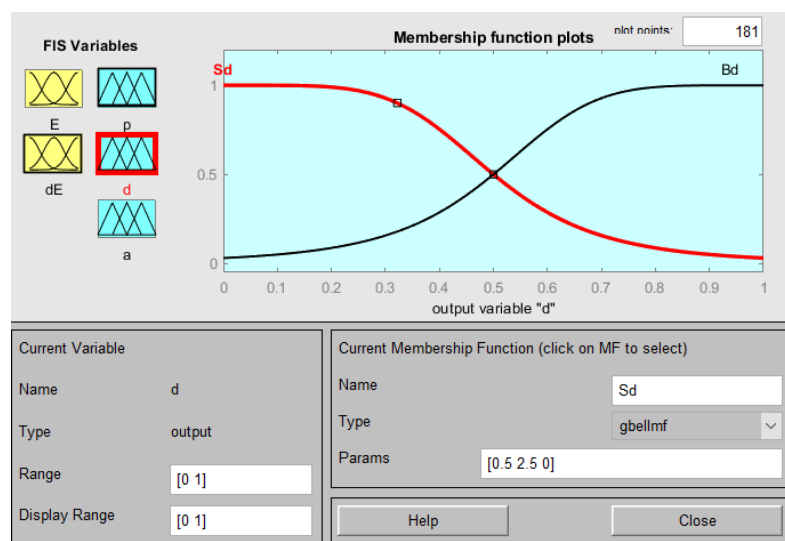 FIS Variables
E
p
dE
d
a
Membership function plots
plot points:
181
Sd
Bd
1
0.5
0
0 0.1 0.2 0.3 0.4 0.5 0.6 0.7 0.8 0.9 1
output variable "d"
Current Variable
Name d
Type output
Range [0 1]
Display Range [0 1]
Current Membership Function (click on MF to select)
Name Sd
Type gbellmf
Params [0.5 2.5 0]
Help Close